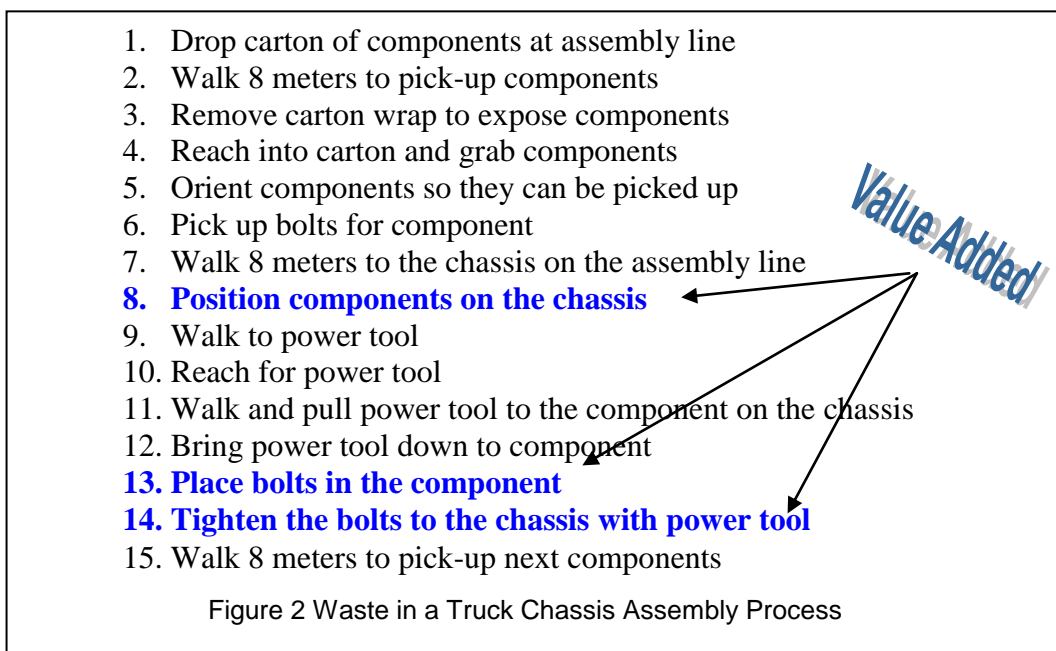 1. Drop carton of components at assembly line
2. Walk 8 meters to pick-up components
3. Remove carton wrap to expose components
4. Reach into carton and grab components
5. Orient components so they can be picked up
6. Pick up bolts for component
7. Walk 8 meters to the chassis on the assembly line
8. Position components on the chassis
9. Walk to power tool
10. Reach for power tool
11. Walk and pull power tool to the component on the chassis
12. Bring power tool down to component
13. Place bolts in the component
14. Tighten the bolts to the chassis with power tool
15. Walk 8 meters to pick-up next components
Value Added
Figure 2 Waste in a Truck Chassis Assembly Process